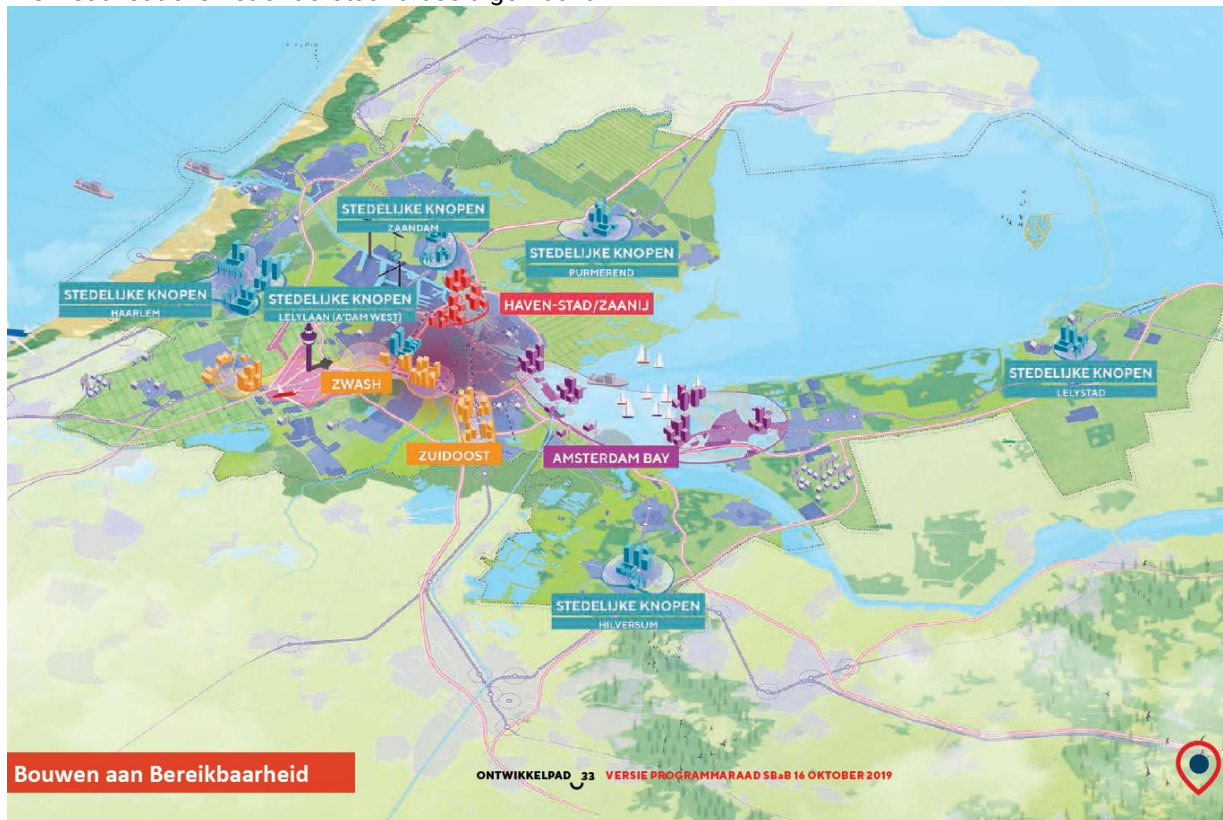 STEDELIJKE KNOPEN
ZAANDAM
STEDELIJKE KNOPEN
PURMEREND
STEDELIJKE KNOPEN
HAARLEM
STEDELIJKE KNOPEN
LELYLAAN (A'DAM WEST)
HAVEN-STAD/ZAANIJ
STEDELIJKE KNOPEN
LELYSTAD
ZWASH
ZUIDOOST
AMSTERDAM BAY
STEDELIJKE KNOPEN
HILVERSUM
Bouwen aan Bereikbaarheid
ONTWIKKELPAD 33 VERSIE PROGRAMMARAAD SBaB 16 OKTOBER 2019